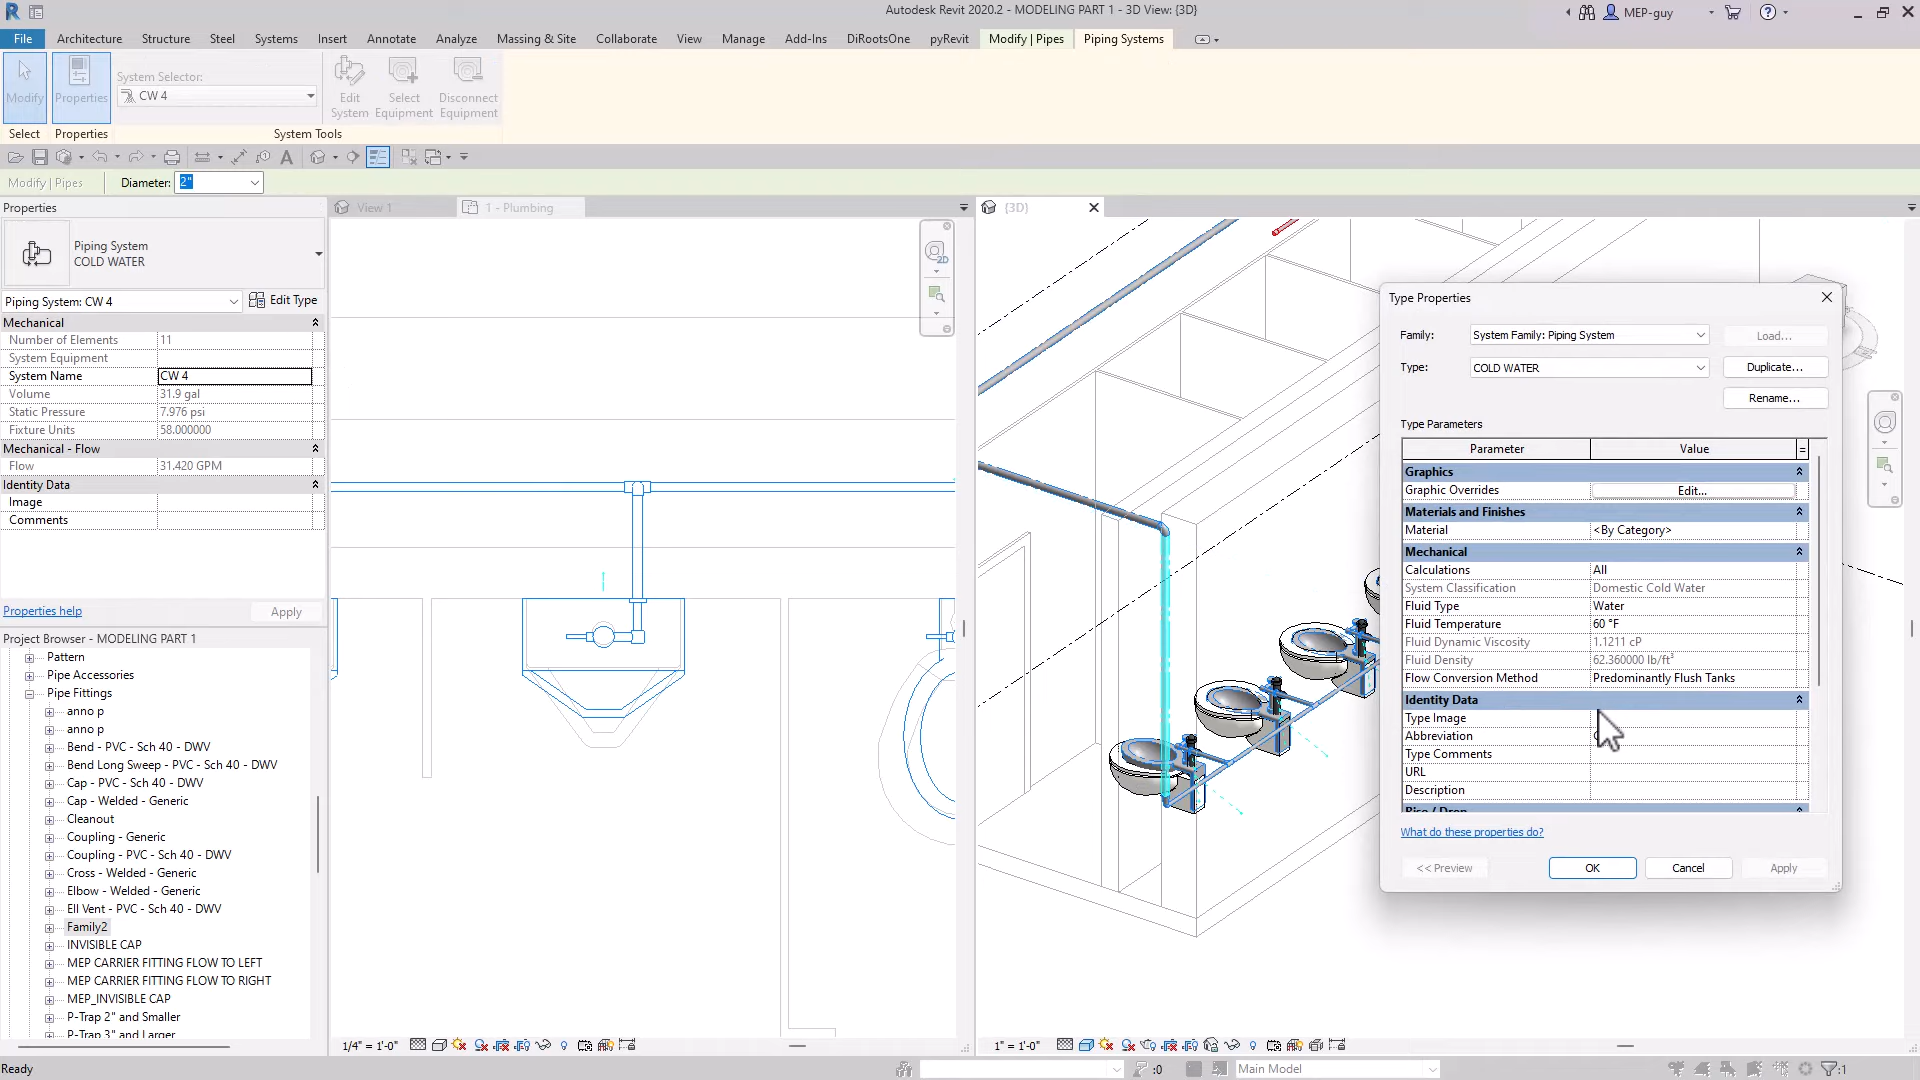 Autodesk Revit 2020.2 - MODELING PART 1 - 3D View: {3D}
MEP-guy
File Architecture Structure Steel Systems Insert Annotate Analyze Massing & Site Collaborate View Manage Add-Ins DiRootsOne pyRevit Modify | Pipes Piping Systems
Modify
Properties
System Selector:
CW 4
Edit System
Select Equipment
Disconnect Equipment
Select Properties System Tools
Modify | Pipes Diameter: 2"
Properties
Piping System
COLD WATER
Piping System: CW 4 Edit Type
Mechanical
Number of Elements 11
System Equipment
System Name CW 4
Volume 31.9 gal
Static Pressure 7.976 psi
Fixture Units 58.000000
Mechanical - Flow
Flow 31.420 GPM
Identity Data
Image
Comments
Properties help Apply
Project Browser - MODELING PART 1
Pattern
Pipe Accessories
Pipe Fittings
anno p
anno p
Bend - PVC - Sch 40 - DWV
Bend Long Sweep - PVC - Sch 40 - DWV
Cap - PVC - Sch 40 - DWV
Cap - Welded - Generic
Cleanout
Coupling - Generic
Coupling - PVC - Sch 40 - DWV
Cross - Welded - Generic
Elbow - Welded - Generic
Ell Vent - PVC - Sch 40 - DWV
Family2
INVISIBLE CAP
MEP CARRIER FITTING FLOW TO LEFT
MEP CARRIER FITTING FLOW TO RIGHT
MEP_INVISIBLE CAP
P-Trap 2" and Smaller
P-Trap 3" and Larger
View 1 1 - Plumbing
2D
1/4" = 1'-0"
{3D}
1" = 1'-0"
Type Properties
Family: System Family: Piping System Load...
Type: COLD WATER Duplicate...
Rename...
Type Parameters
Parameter Value =
Graphics
Graphic Overrides Edit...
Materials and Finishes
Material <By Category>
Mechanical
Calculations All
System Classification Domestic Cold Water
Fluid Type Water
Fluid Temperature 60 °F
Fluid Dynamic Viscosity 1.1211 cP
Fluid Density 62.360000 lb/ft³
Flow Conversion Method Predominantly Flush Tanks
Identity Data
Type Image
Abbreviation
Type Comments
URL
Description
Rise / Drop
What do these properties do?
<< Preview OK Cancel Apply
Ready :0 Main Model :1